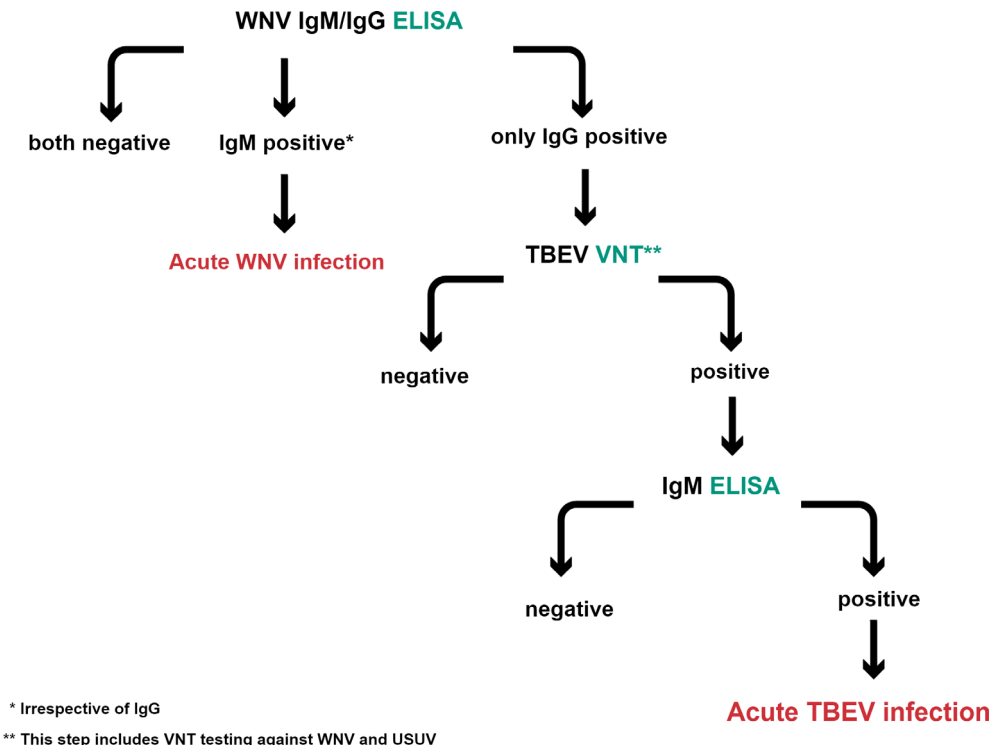 WNV IgM/IgG ELISA
both negative
IgM positive*
only IgG positive
Acute WNV infection
TBEV VNT**
negative
positive
IgM ELISA
negative
positive
Acute TBEV infection
* Irrespective of IgG
** This step includes VNT testing against WNV and USUV